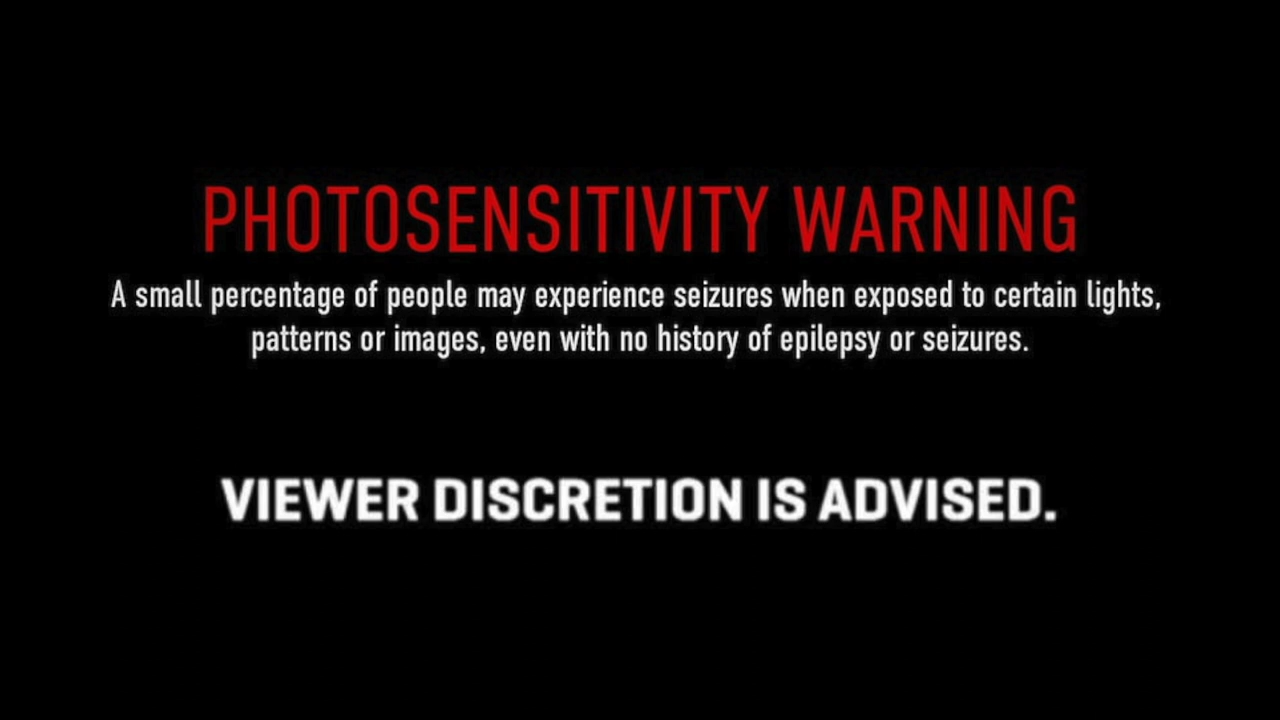 PHOTOSENSITIVITY WARNING
A small percentage of people may experience seizures when exposed to certain lights,
patterns or images, even with no history of epilepsy or seizures.
VIEWER DISCRETION IS ADVISED.